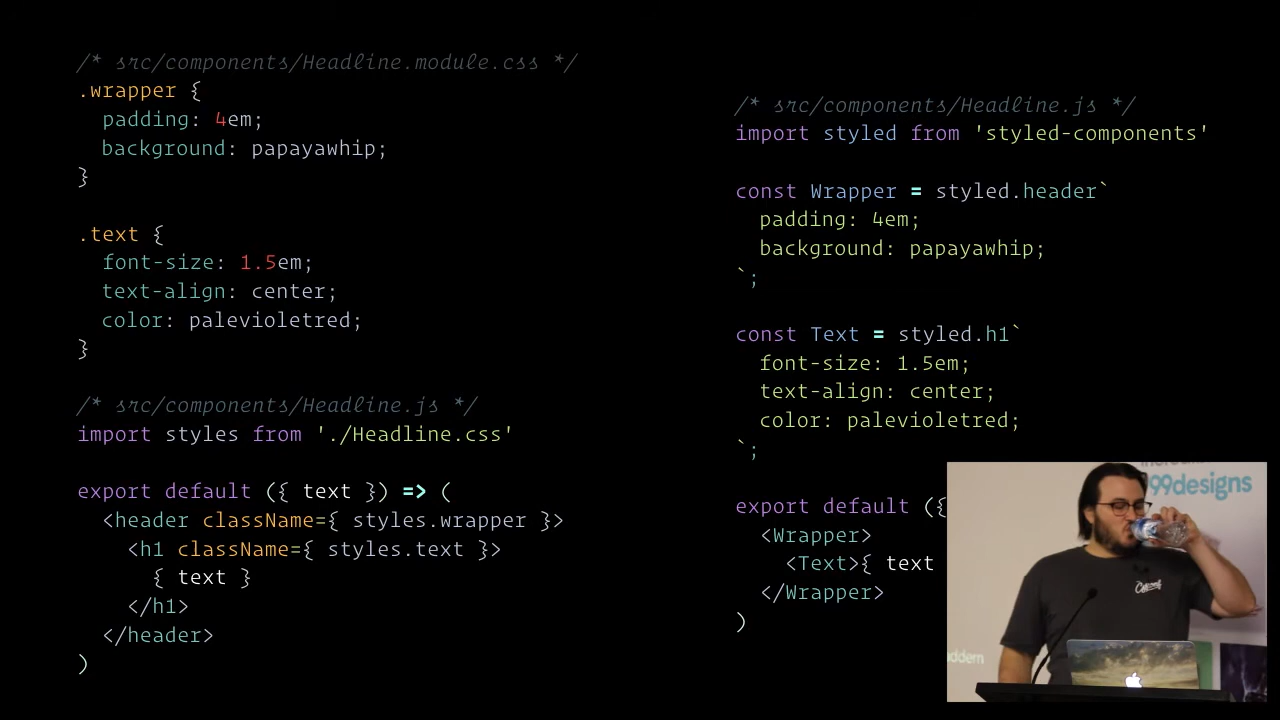 /* src/components/Headline.module.css */
.wrapper {
  padding: 4em;
  background: papayawhip;
}

.text {
  font-size: 1.5em;
  text-align: center;
  color: palevioletred;
}

/* src/components/Headline.js */
import styles from './Headline.css'

export default ({ text }) => (
  <header className={ styles.wrapper }>
    <h1 className={ styles.text }>
      { text }
    </h1>
  </header>
)

/* src/components/Headline.js */
import styled from 'styled-components'

const Wrapper = styled.header`
  padding: 4em;
  background: papayawhip;
`;

const Text = styled.h1`
  font-size: 1.5em;
  text-align: center;
  color: palevioletred;
`;

export default ({
  <Wrapper>
    <Text>{ text
  </Wrapper>
)
99designs
ddern